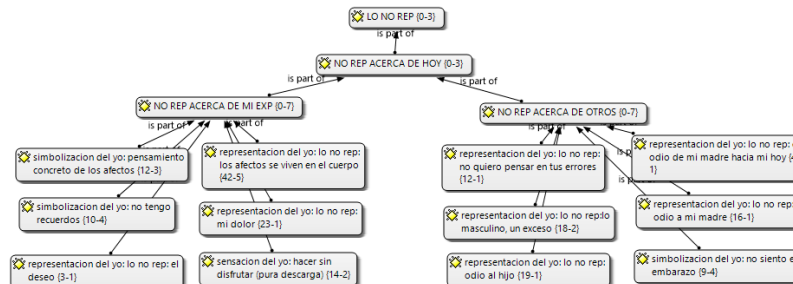 LO NO REP {0-3}
is part of
NO REP ACERCA DE HOY {0-3}
is part of
is part of
NO REP ACERCA DE MI EXP {0-7}
NO REP ACERCA DE OTROS {0-7}
is part of
is part of
is part of
simbolizacion del yo: pensamiento
concreto de los afectos {12-3}
representacion del yo: lo no rep:
los afectos se viven en el cuerpo
{42-5}
representacion del yo: lo no rep:
no quiero pensar en tus errores
{12-1}
representacion del yo: lo no rep:
odio de mi madre hacia mi hoy
1}
simbolizacion del yo: no tengo
recuerdos {10-4}
representacion del yo: lo no rep:
mi dolor {23-1}
representacion del yo: lo no rep:lo
masculino, un exceso {18-2}
representacion del yo: lo no rep:
odio a mi madre {16-1}
representacion del yo: lo no rep: el
deseo {3-1}
sensacion del yo: hacer sin
disfrutar (pura descarga) {14-2}
representacion del yo: lo no rep:
odio al hijo {19-1}
simbolizacion del yo: no siento
embarazo {9-4}